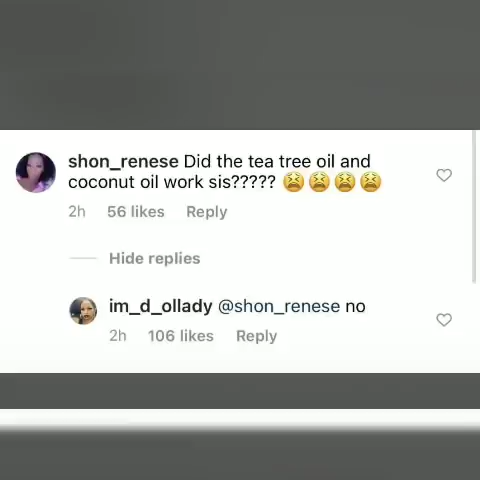 shon_renese Did the tea tree oil and
coconut oil work sis????? 😫😫😫😫
2h 56 likes Reply
Hide replies
im_d_ollady @shon_renese no
2h 106 likes Reply